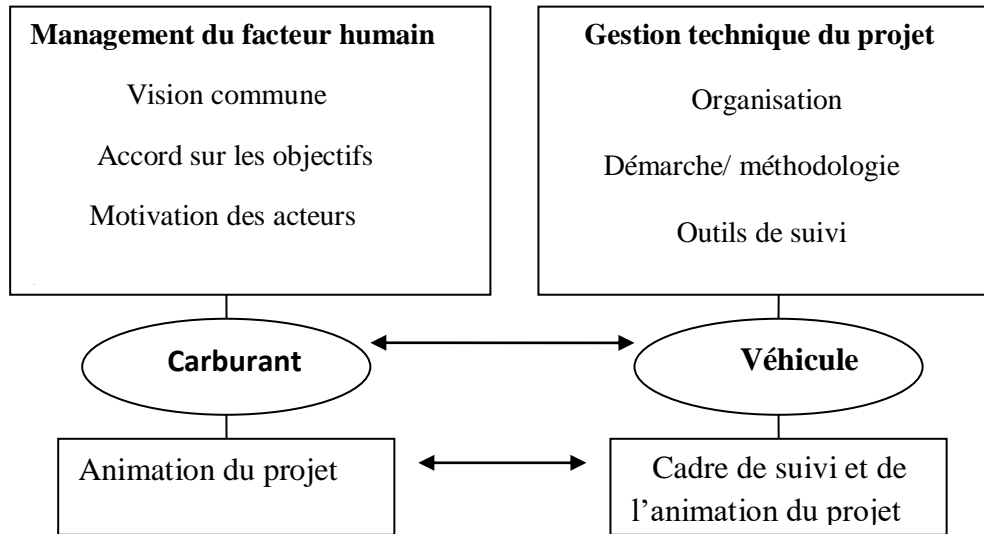 Management du facteur humain
Vision commune
Accord sur les objectifs
Motivation des acteurs
Gestion technique du projet
Organisation
Démarche/ méthodologie
Outils de suivi
Carburant
Véhicule
Animation du projet
Cadre de suivi et de
l’animation du projet